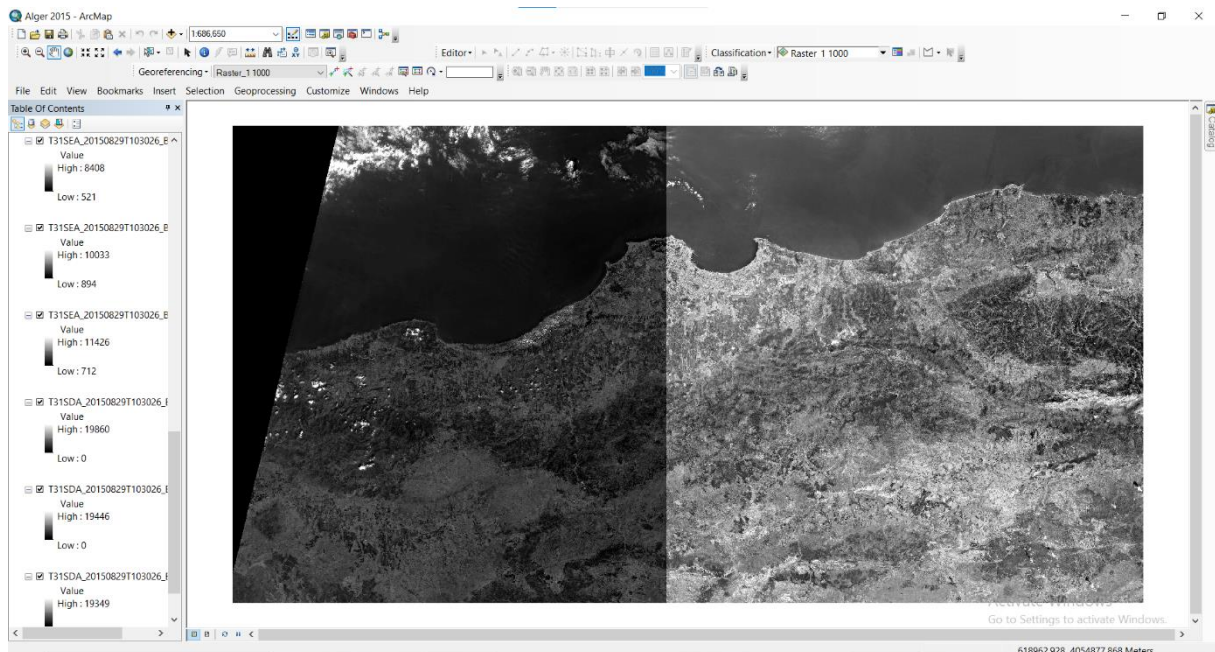 Alger 2015 - ArcMap
1:686,650
Editor
Classification
Raster 1 1000
Georeferencing
Raster_1 1000
File Edit View Bookmarks Insert Selection Geoprocessing Customize Windows Help
Table Of Contents
Catalog
T31SEA_20150829T103026_
Value
High : 8408
Low : 521
T31SEA_20150829T103026_
Value
High : 10033
Low : 894
T31SEA_20150829T103026_
Value
High : 11426
Low : 712
T31SDA_20150829T103026_
Value
High : 19860
Low : 0
T31SDA_20150829T103026_
Value
High : 19446
Low : 0
T31SDA_20150829T103026_
Value
High : 19349
Activate Windows
Go to Settings to activate Windows.
618962,928 4054877,868 Meters